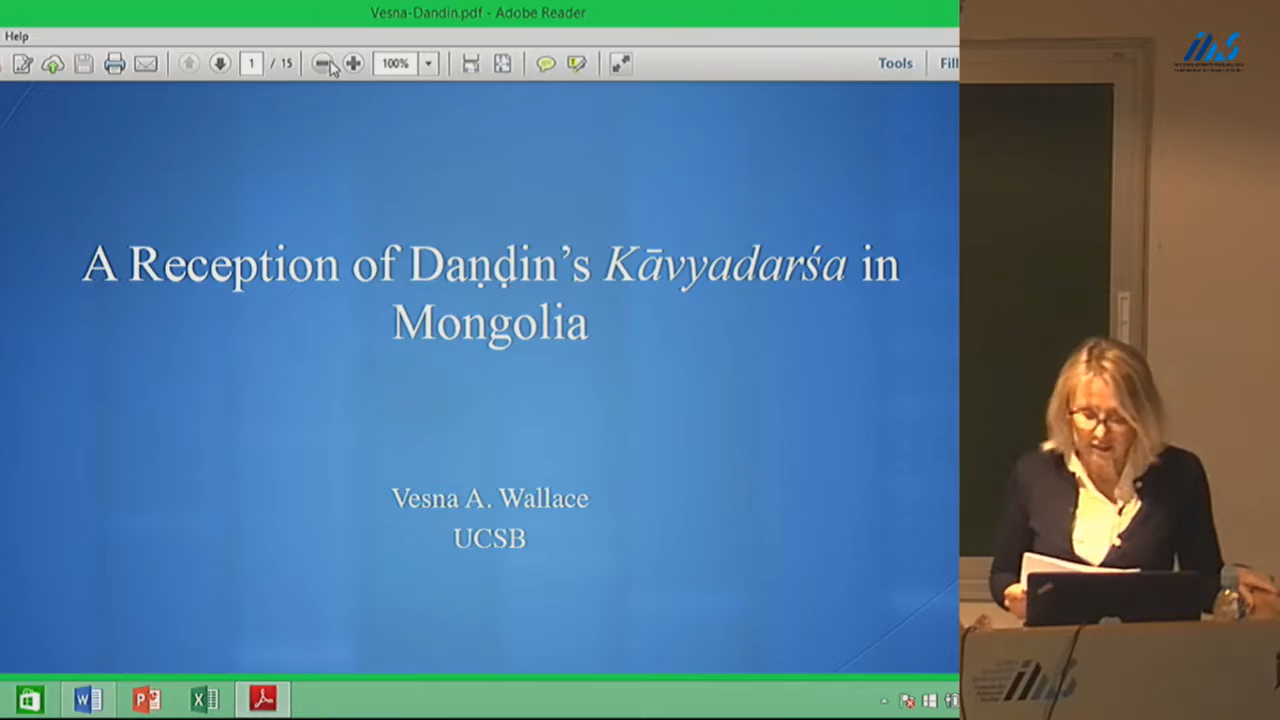 Vesna-Dandin.pdf - Adobe Reader
Help
1 / 15
100%
Tools
Fil
A Reception of Daṇḍin’s Kāvyadarśa in
Mongolia
Vesna A. Wallace
UCSB